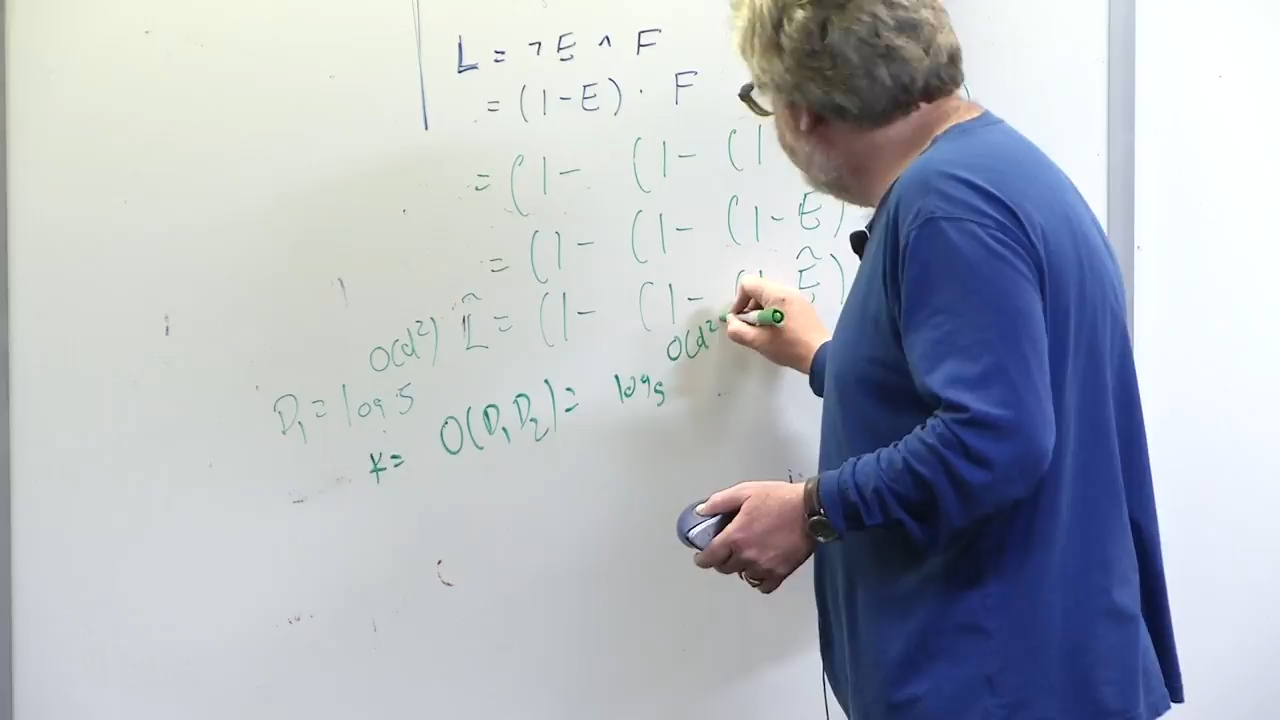 L = ¬E ∧ F
= (1-E) · F
= (1- (1- (1
= (1- (1- (1-E)
O(d²) L̂ = (1- (1- (1 Ê)
O(d²
D₁ = log S
K = O(D₁D₂) = log S